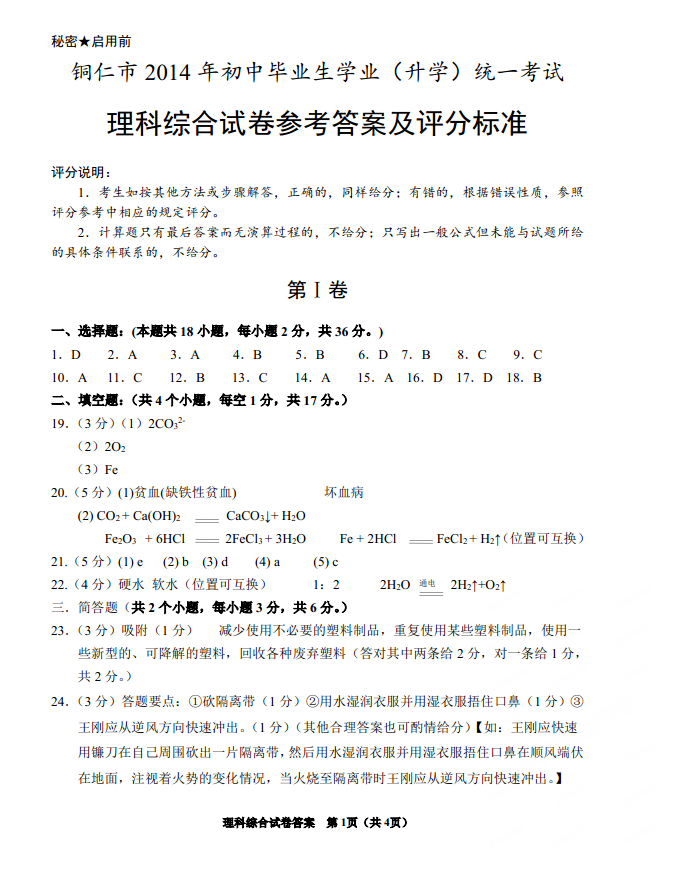 秘密★启用前
铜仁市 2014 年初中毕业生学业（升学）统一考试
理科综合试卷参考答案及评分标准
评分说明：
1．考生如按其他方法或步骤解答，正确的，同样给分；有错的，根据错误性质，参照
评分参考中相应的规定评分。
2．计算题只有最后答案而无演算过程的，不给分；只写出一般公式但未能与试题所给
的具体条件联系的，不给分。
第Ⅰ卷
一、选择题：(本题共 18 小题，每小题 2 分，共 36 分。)
1．D 2．A 3．A 4．B 5．B 6．D 7．B 8．C 9．C
10．A 11．C 12．B 13．C 14．A 15．A 16．D 17．D 18．B
二、填空题：（共 4 个小题，每空 1 分，共 17 分。）
19.（3 分）（1）2CO₃²⁻
（2）2O₂
（3）Fe
20.（5 分）(1)贫血(缺铁性贫血) 坏血病
(2) CO₂ + Ca(OH)₂ ══ CaCO₃↓+ H₂O
Fe₂O₃ + 6HCl ══ 2FeCl₃ + 3H₂O Fe + 2HCl ══ FeCl₂ + H₂↑（位置可互换）
21.（5 分）(1) e (2) b (3) d (4) a (5) c
22.（4 分）硬水 软水（位置可互换） 1：2 2H₂O 通电══ 2H₂↑+O₂↑
三．简答题（共 2 个小题，每小题 3 分，共 6 分。）
23.（3 分）吸附（1 分） 减少使用不必要的塑料制品，重复使用某些塑料制品，使用一
些新型的、可降解的塑料，回收各种废弃塑料（答对其中两条给 2 分，对一条给 1 分，
共 2 分。）
24.（3 分）答题要点：①砍隔离带（1 分）②用水湿润衣服并用湿衣服捂住口鼻（1 分）③
王刚应从逆风方向快速冲出。（1 分）（其他合理答案也可酌情给分）【如：王刚应快速
用镰刀在自己周围砍出一片隔离带，然后用水湿润衣服并用湿衣服捂住口鼻在顺风端伏
在地面，注视着火势的变化情况，当火烧至隔离带时王刚应从逆风方向快速冲出。】
理科综合试卷答案 第 1页（共 4页）